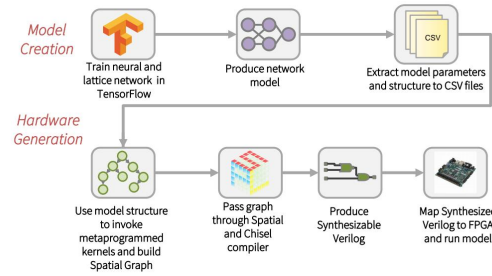 Model
Creation
CSV
Train neural and
lattice network in
TensorFlow
Produce network
model
Extract model parameters
and structure to CSV files
Hardware
Generation
Use model structure
to invoke
metaprogrammed
kernels and build
Spatial Graph
Pass graph
through Spatial
and Chisel
compiler
Produce
Synthesizable
Verilog
Map Synthesized
Verilog to FPGA
and run model